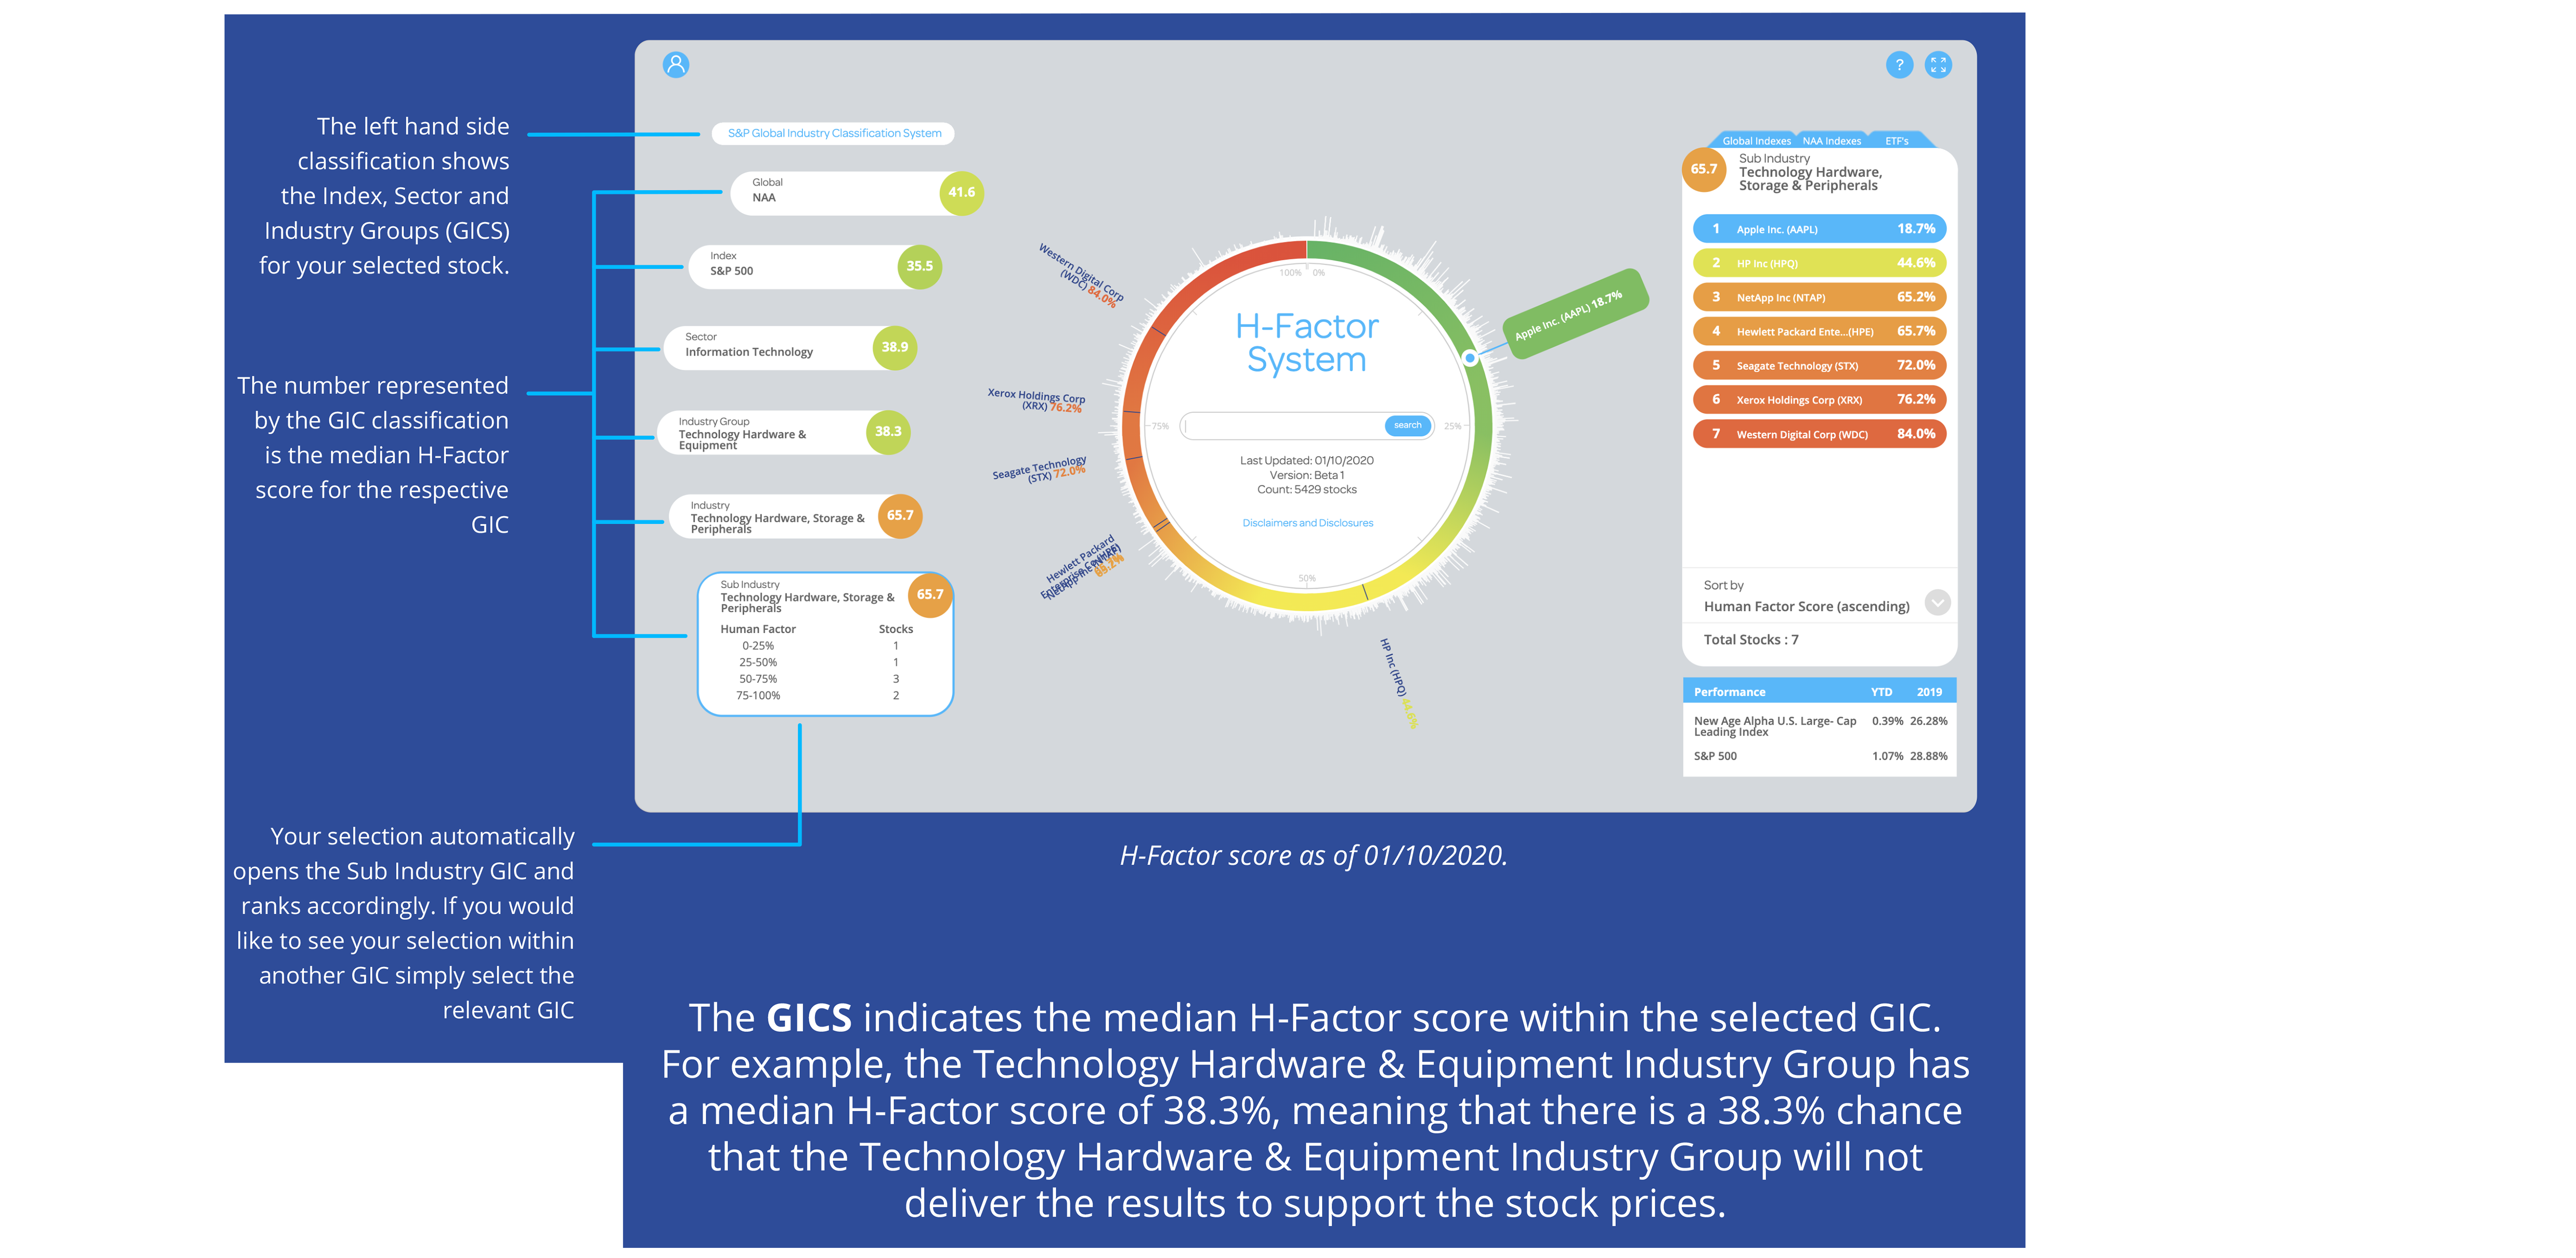 The left hand side
classification shows
the Index, Sector and
Industry Groups (GICS)
for your selected stock.
The number represented
by the GIC classification
is the median H-Factor
score for the respective
GIC
Your selection automatically
opens the Sub Industry GIC and
ranks accordingly. If you would
like to see your selection within
another GIC simply select the
relevant GIC
S&P Global Industry Classification System
Global
NAA
41.6
Index
S&P 500
35.5
Sector
Information Technology
38.9
Industry Group
Technology Hardware &
Equipment
38.3
Industry
Technology Hardware, Storage &
Peripherals
65.7
Sub Industry
Technology Hardware, Storage &
Peripherals
65.7
Human Factor Stocks
0-25% 1
25-50% 1
50-75% 3
75-100% 2
Western Digital Corp
(WDC) 84.0%
Xerox Holdings Corp
(XRX) 76.2%
Seagate Technology
(STX) 72.0%
Hewlett Packard
65.2%
HP Inc (HPQ) 44.6%
Apple Inc. (AAPL) 18.7%
100% 0%
75%
25%
50%
H-Factor
System
search
Last Updated: 01/10/2020
Version: Beta 1
Count: 5429 stocks
Disclaimers and Disclosures
?
Global Indexes NAA Indexes ETF's
65.7
Sub Industry
Technology Hardware,
Storage & Peripherals
1 Apple Inc. (AAPL) 18.7%
2 HP Inc (HPQ) 44.6%
3 NetApp Inc (NTAP) 65.2%
4 Hewlett Packard Ente...(HPE) 65.7%
5 Seagate Technology (STX) 72.0%
6 Xerox Holdings Corp (XRX) 76.2%
7 Western Digital Corp (WDC) 84.0%
Sort by
Human Factor Score (ascending)
Total Stocks : 7
Performance YTD 2019
New Age Alpha U.S. Large- Cap 0.39% 26.28%
Leading Index
S&P 500 1.07% 28.88%
H-Factor score as of 01/10/2020.
The GICS indicates the median H-Factor score within the selected GIC.
For example, the Technology Hardware & Equipment Industry Group has
a median H-Factor score of 38.3%, meaning that there is a 38.3% chance
that the Technology Hardware & Equipment Industry Group will not
deliver the results to support the stock prices.